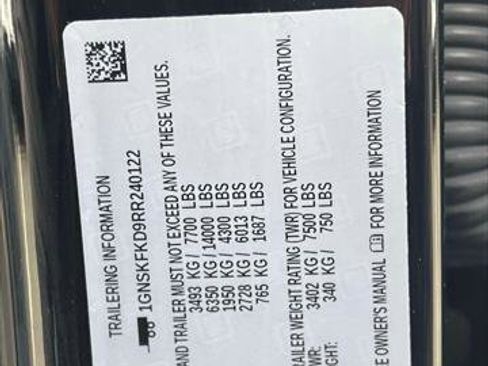 TRAILERING INFORMATION
1GNSKFKD9RR240122
AND TRAILER MUST NOT EXCEED ANY OF THESE VALUES.
3493 KG / 7700 LBS
6350 KG / 14000 LBS
1950 KG / 4300 LBS
2728 KG / 6013 LBS
765 KG / 1687 LBS
RAILER WEIGHT RATING (TWR) FOR VEHICLE CONFIGURATION.
WR: 3402 KG / 7500 LBS
GHT: 340 KG / 750 LBS
E OWNER'S MANUAL FOR MORE INFORMATION